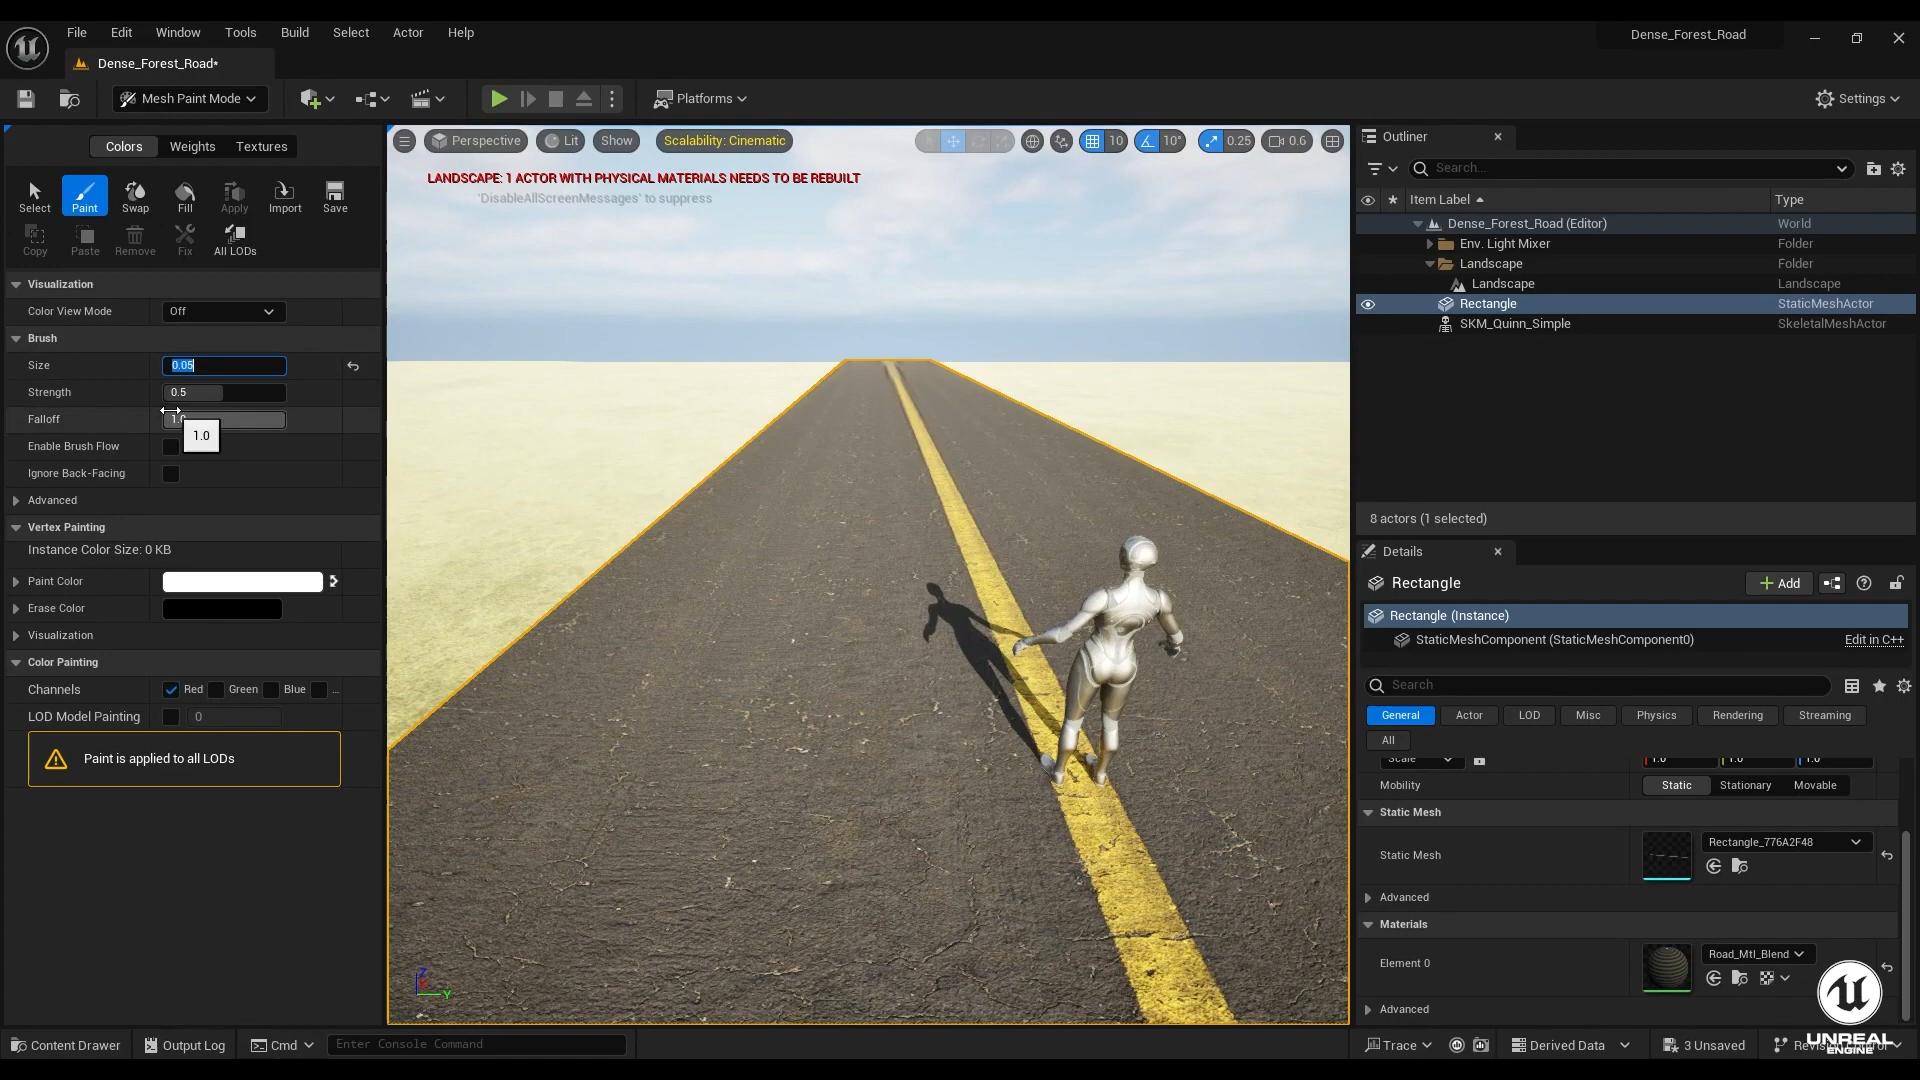 File Edit Window Tools Build Select Actor Help
Dense_Forest_Road
Dense_Forest_Road*
Mesh Paint Mode
Platforms
Settings
Colors Weights Textures
Select Paint Swap Fill Apply Import Save
Copy Paste Remove Fix All LODs
Visualization
Color View Mode Off
Brush
Size 0.05
Strength 0.5
Falloff 1.0
1.0
Enable Brush Flow
Ignore Back-Facing
Advanced
Vertex Painting
Instance Color Size: 0 KB
Paint Color
Erase Color
Visualization
Color Painting
Channels Red Green Blue ...
LOD Model Painting 0
Paint is applied to all LODs
Perspective Lit Show Scalability: Cinematic 10 10° 0.25 0.6
LANDSCAPE: 1 ACTOR WITH PHYSICAL MATERIALS NEEDS TO BE REBUILT
'DisableAllScreenMessages' to suppress
Z
Y
Outliner
Search...
Item Label Type
Dense_Forest_Road (Editor) World
Env. Light Mixer Folder
Landscape Folder
Landscape Landscape
Rectangle StaticMeshActor
SKM_Quinn_Simple SkeletalMeshActor
8 actors (1 selected)
Details
Rectangle
Add
Rectangle (Instance)
StaticMeshComponent (StaticMeshComponent0) Edit in C++
Search
General Actor LOD Misc Physics Rendering Streaming
All
Scale 1.0 1.0 1.0
Mobility Static Stationary Movable
Static Mesh
Static Mesh Rectangle_776A2F48
Advanced
Materials
Element 0 Road_Mtl_Blend
Advanced
UNREAL
ENGINE
Content Drawer Output Log Cmd Enter Console Command
Trace Derived Data 3 Unsaved